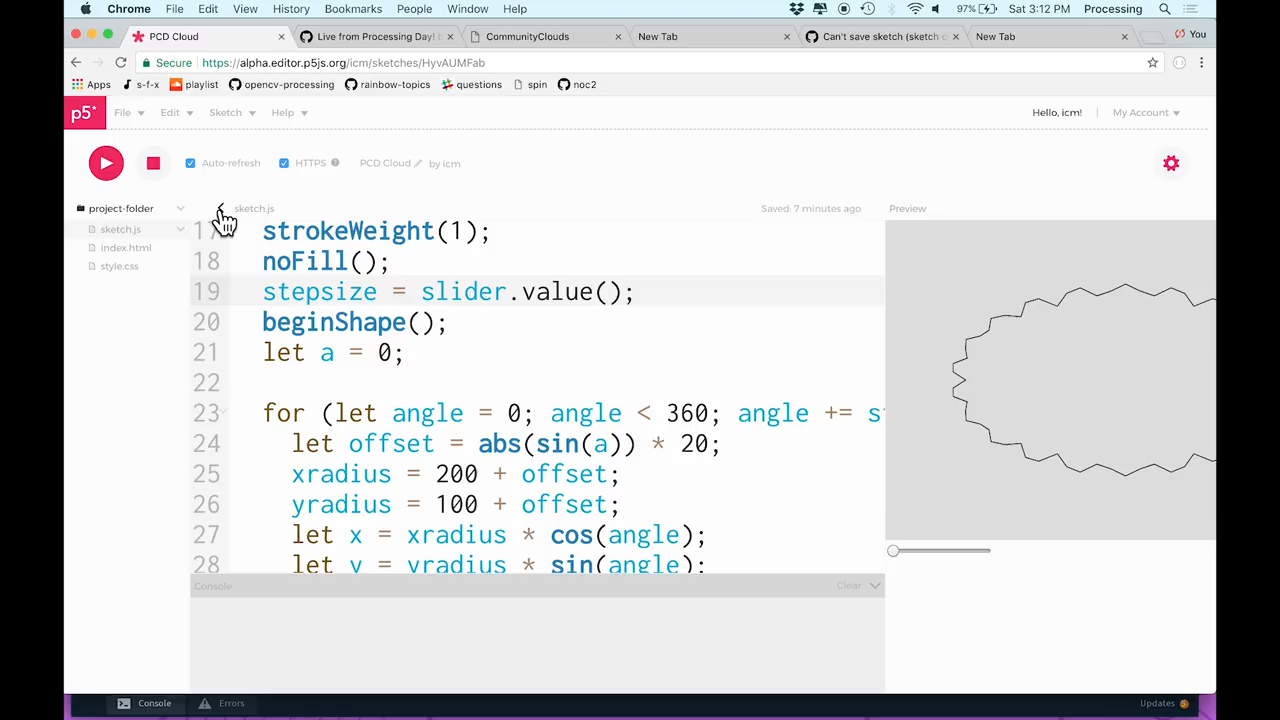 Chrome File Edit View History Bookmarks People Window Help 97% Sat 3:12 PM Processing
PCD Cloud Live from Processing Day! b CommunityClouds New Tab Can't save sketch (sketch c New Tab You
Secure https://alpha.editor.p5js.org/icm/sketches/HyvAUMFab
Apps s-f-x playlist opencv-processing rainbow-topics questions spin noc2
p5* File Edit Sketch Help Hello, icm! My Account
Auto-refresh HTTPS PCD Cloud by icm
project-folder sketch.js Saved: 7 minutes ago Preview
sketch.js
index.html
style.css
17 strokeWeight(1);
18 noFill();
19 stepsize = slider.value();
20 beginShape();
21 let a = 0;
22
23 for (let angle = 0; angle < 360; angle += s
24 let offset = abs(sin(a)) * 20;
25 xradius = 200 + offset;
26 yradius = 100 + offset;
27 let x = xradius * cos(angle);
28 let y = yradius * sin(angle);
Console Clear
Console Errors Updates